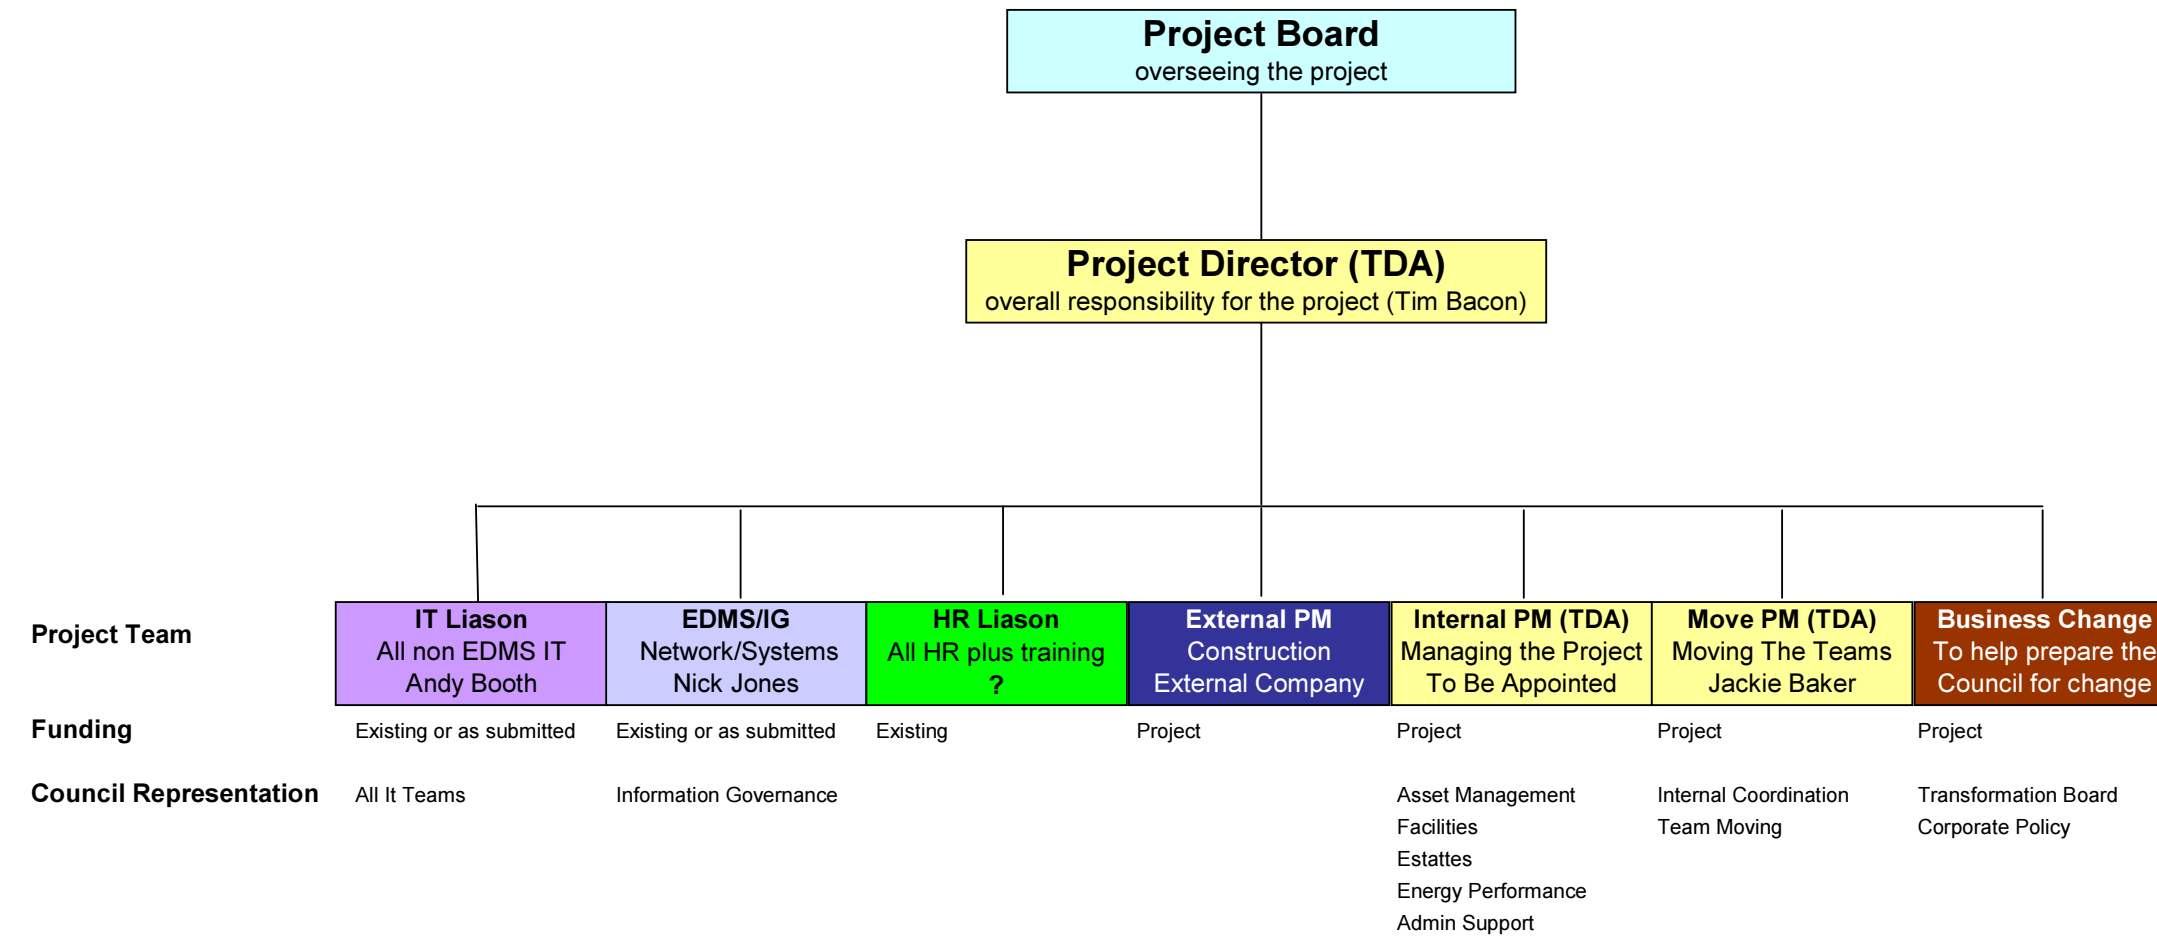 Project Board
overseeing the project
Project Director (TDA)
overall responsibility for the project (Tim Bacon)
Project Team
IT Liason
All non EDMS IT
Andy Booth
EDMS/IG
Network/Systems
Nick Jones
HR Liason
All HR plus training
?
External PM
Construction
External Company
Internal PM (TDA)
Managing the Project
To Be Appointed
Move PM (TDA)
Moving The Teams
Jackie Baker
Business Change
To help prepare the
Council for change
Funding
Existing or as submitted
Existing or as submitted
Existing
Project
Project
Project
Project
Council Representation
All It Teams
Information Governance
Asset Management
Facilities
Estattes
Energy Performance
Admin Support
Internal Coordination
Team Moving
Transformation Board
Corporate Policy